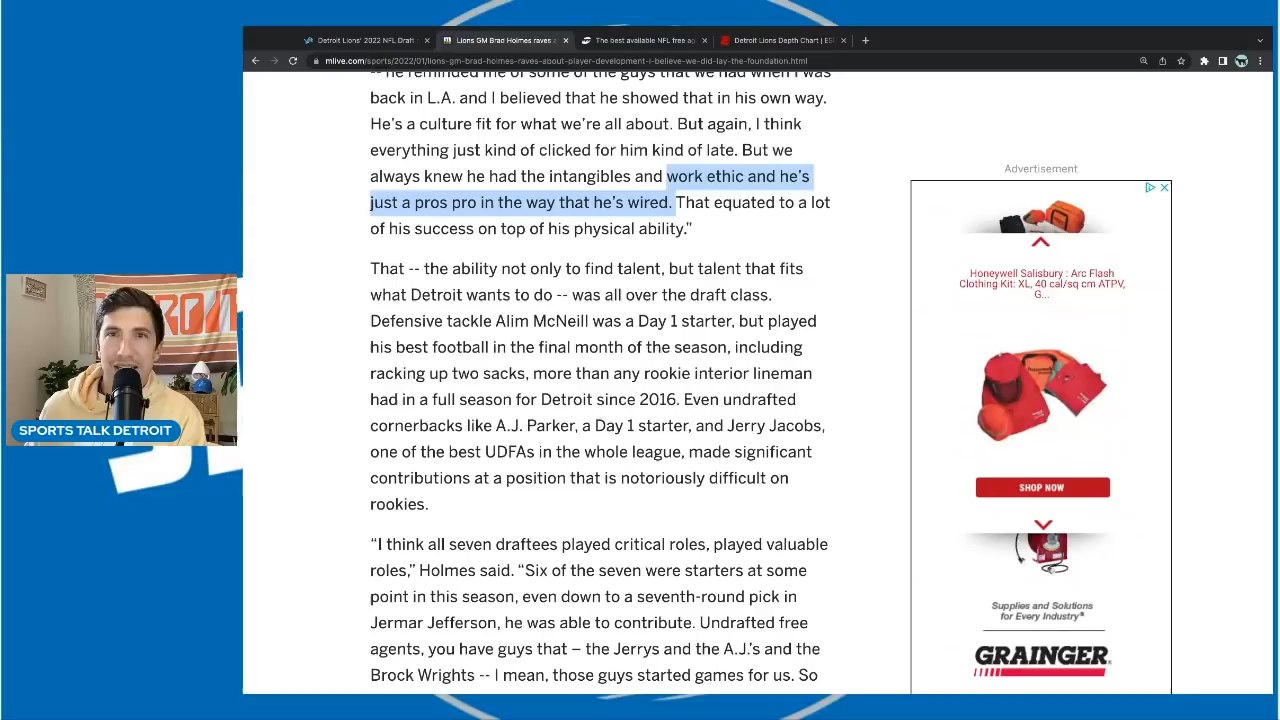 Detroit Lions' 2022 NFL Draft
Lions GM Brad Holmes raves a
The best available NFL free ag
Detroit Lions Depth Chart | ES
mlive.com/sports/2022/01/lions-gm-brad-holmes-raves-about-player-development-i-believe-we-did-lay-the-foundation.html
-- he reminded me of some of the guys that we had when I was
back in L.A. and I believed that he showed that in his own way.
He's a culture fit for what we're all about. But again, I think
everything just kind of clicked for him kind of late. But we
always knew he had the intangibles and work ethic and he's
just a pros pro in the way that he's wired. That equated to a lot
of his success on top of his physical ability.”
That -- the ability not only to find talent, but talent that fits
what Detroit wants to do -- was all over the draft class.
Defensive tackle Alim McNeill was a Day 1 starter, but played
his best football in the final month of the season, including
racking up two sacks, more than any rookie interior lineman
had in a full season for Detroit since 2016. Even undrafted
cornerbacks like A.J. Parker, a Day 1 starter, and Jerry Jacobs,
one of the best UDFAs in the whole league, made significant
contributions at a position that is notoriously difficult on
rookies.
“I think all seven draftees played critical roles, played valuable
roles,” Holmes said. “Six of the seven were starters at some
point in this season, even down to a seventh-round pick in
Jermar Jefferson, he was able to contribute. Undrafted free
agents, you have guys that – the Jerrys and the A.J.'s and the
Brock Wrights -- I mean, those guys started games for us. So
Advertisement
Honeywell Salisbury : Arc Flash
Clothing Kit: XL, 40 cal/sq cm ATPV,
G...
SHOP NOW
Supplies and Solutions
for Every Industry®
GRAINGER
DETROIT
SPORTS TALK DETROIT